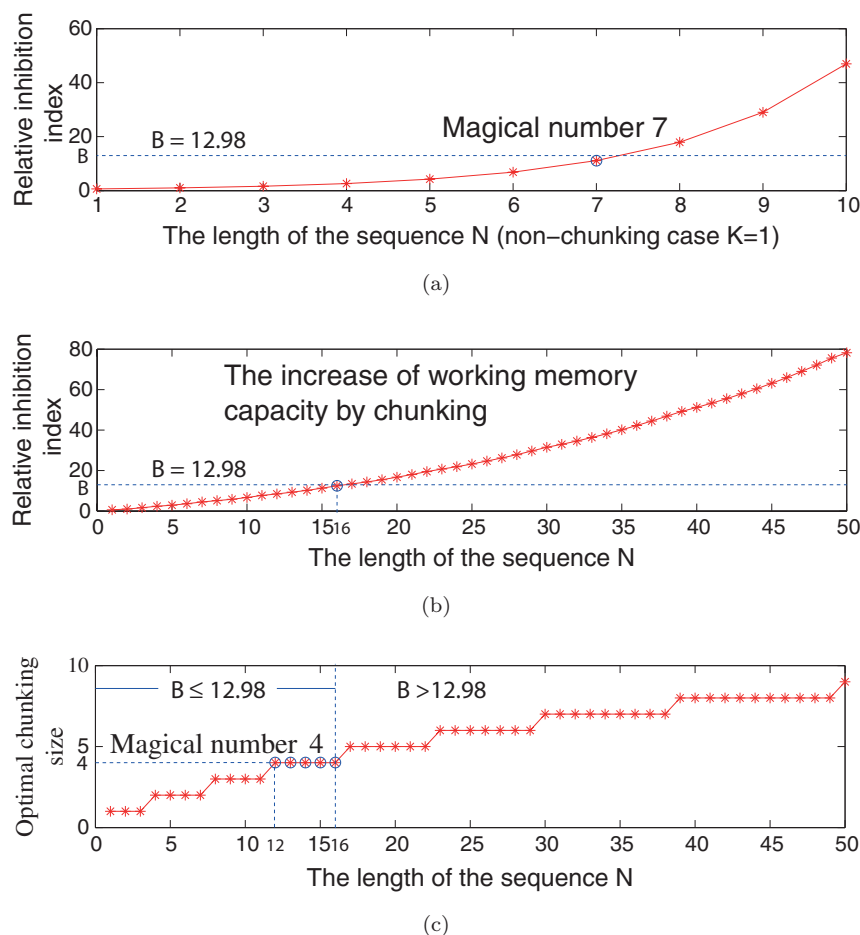 60
40
20
B
0
Relative inhibition
index
B = 12.98
Magical number 7
1 2 3 4 5 6 7 8 9 10
The length of the sequence N (non−chunking case K=1)
(a)
80
60
40
20
B
0
Relative inhibition
index
The increase of working memory
capacity by chunking
B = 12.98
0 5 10 15 16 20 25 30 35 40 45 50
The length of the sequence N
(b)
10
5
4
0
Optimal chunking
size
B ≤ 12.98
B >12.98
Magical number 4
0 5 10 12 15 16 20 25 30 35 40 45 50
The length of the sequence N
(c)